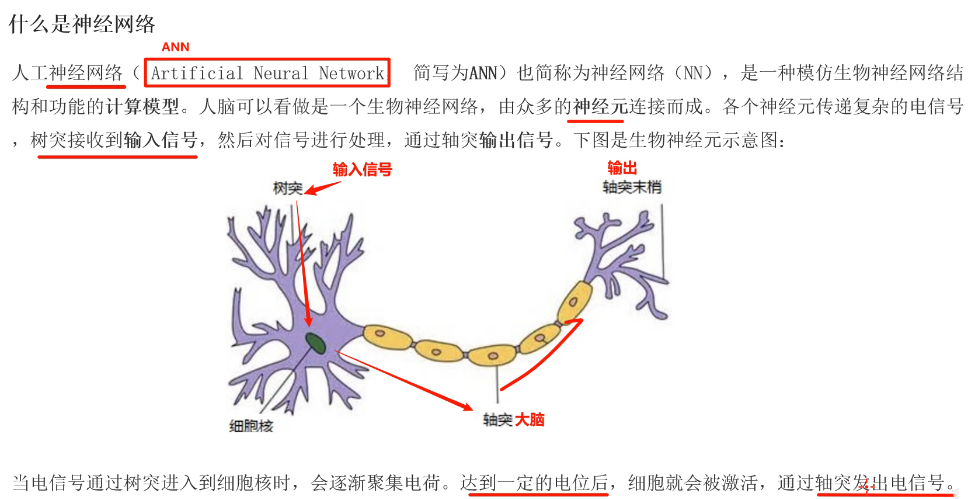 什么是神经网络
ANN
人工神经网络（ Artificial Neural Network 简写为ANN）也简称为神经网络（NN），是一种模仿生物神经网络结
构和功能的计算模型。人脑可以看做是一个生物神经网络，由众多的神经元连接而成。各个神经元传递复杂的电信号
，树突接收到输入信号，然后对信号进行处理，通过轴突输出信号。下图是生物神经元示意图：
输入信号
输出
树突
轴突末梢
细胞核
轴突 大脑
当电信号通过树突进入到细胞核时，会逐渐聚集电荷。达到一定的电位后，细胞就会被激活，通过轴突发出电信号。